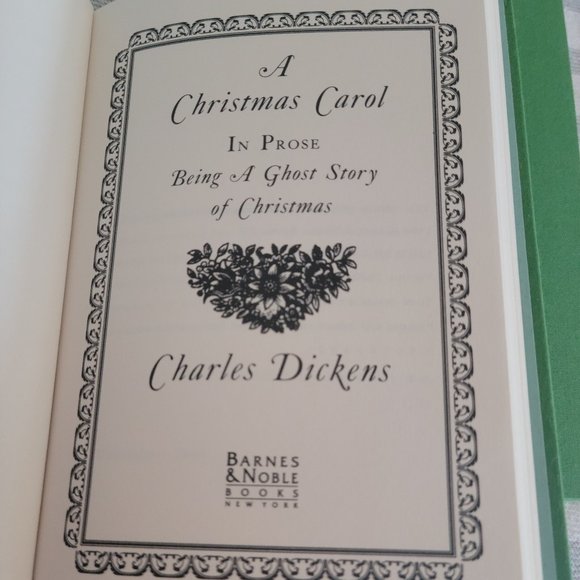 A
Christmas Carol
In Prose
Being A Ghost Story
of Christmas
Charles Dickens
BARNES
& NOBLE
BOOKS
NEW YORK